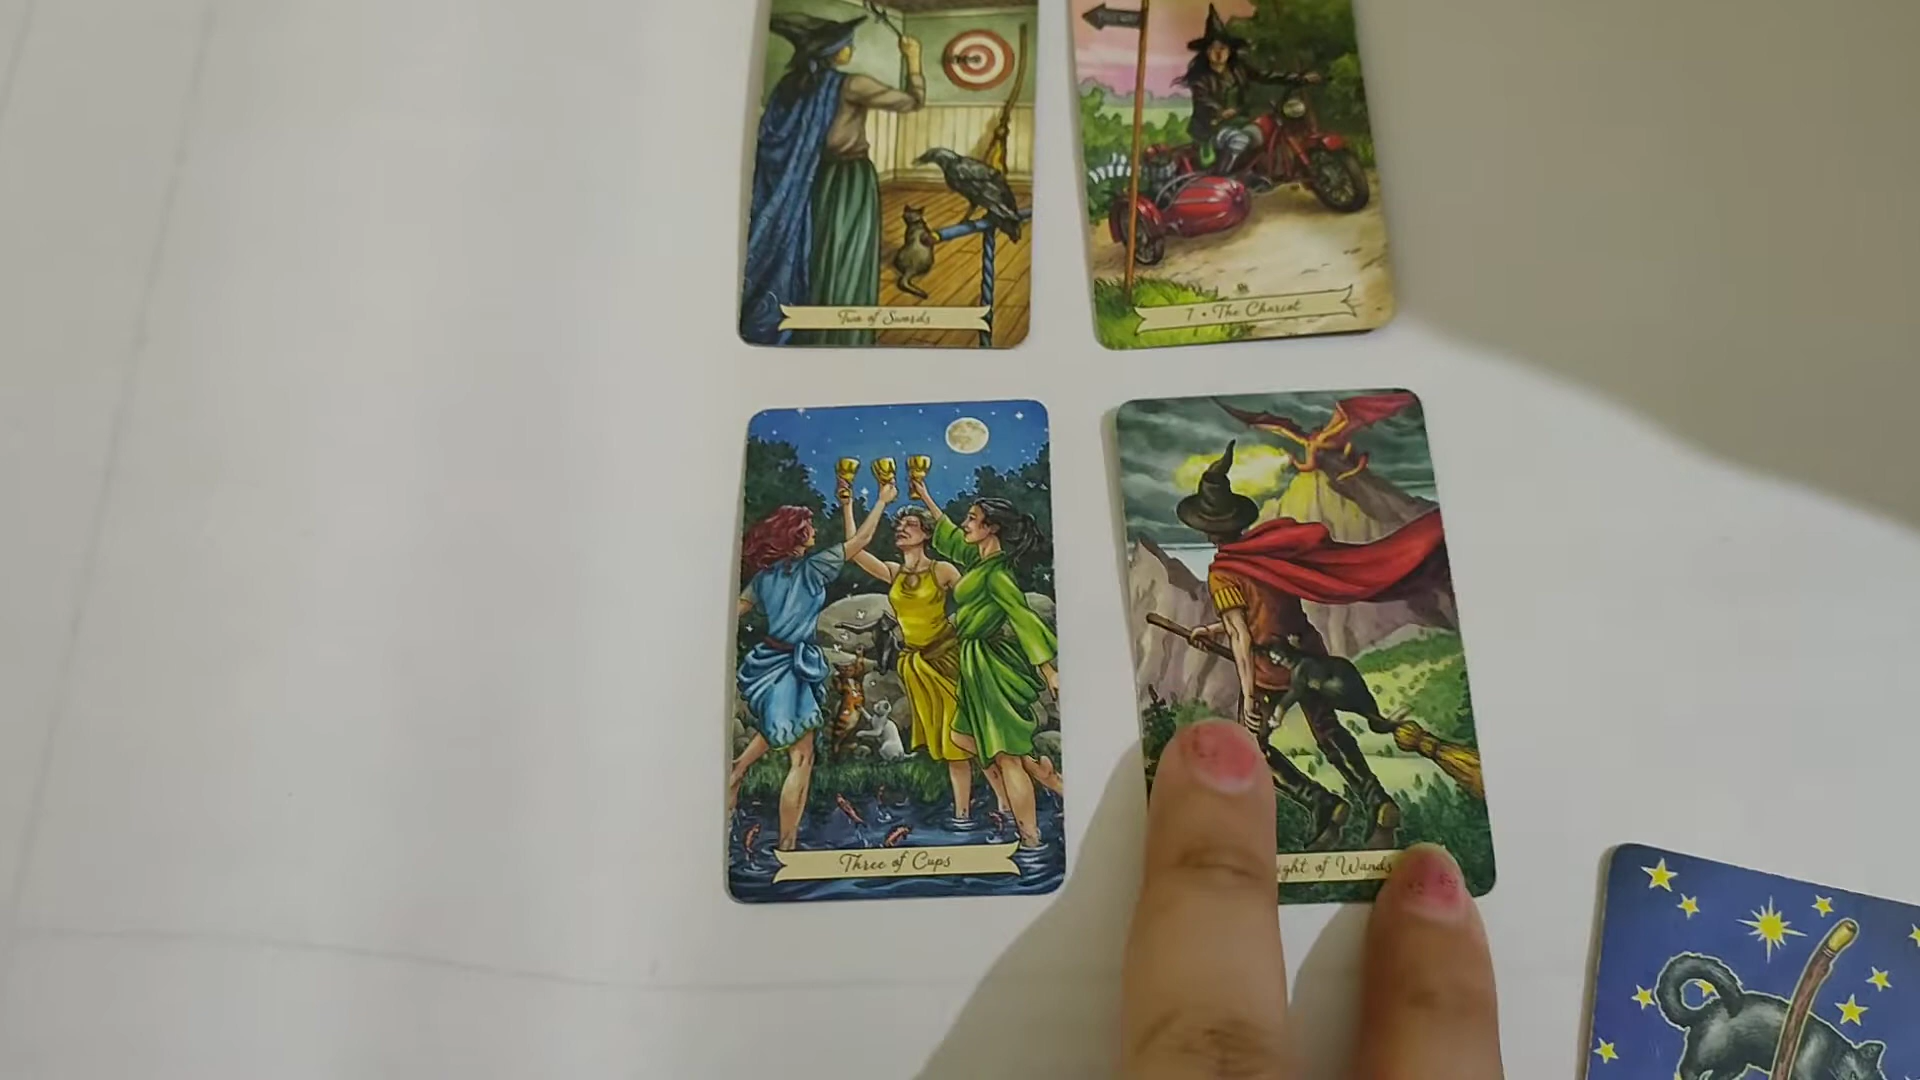 Two of Swords
7 • The Chariot
Three of Cups
ight of Wands